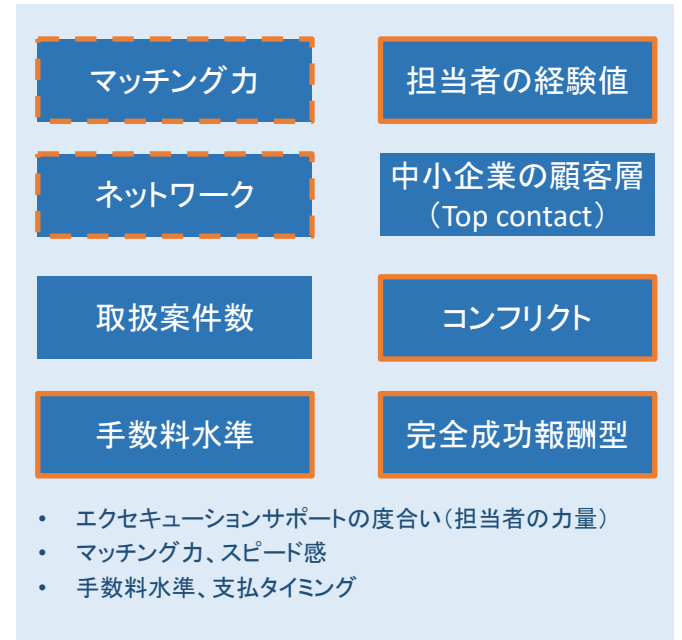 マッチング力
担当者の経験値
ネットワーク
中小企業の顧客層
（Top contact）
取扱案件数
コンフリクト
手数料水準
完全成功報酬型
• エクセキューションサポートの度合い（担当者の力量）
• マッチング力、スピード感
• 手数料水準、支払タイミング